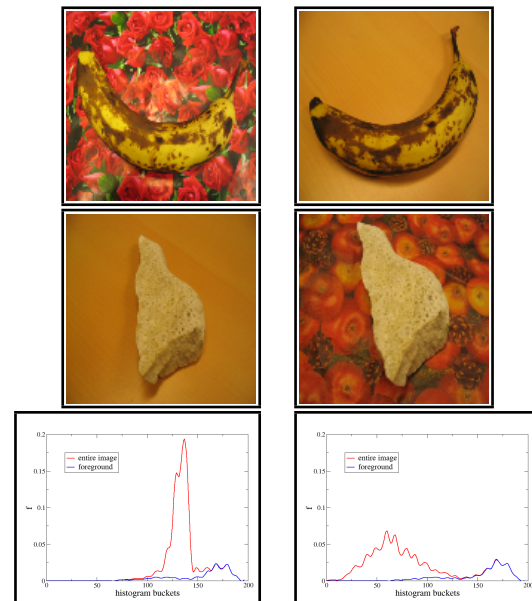 0.2
0.15
0.1
0.05
0
f
entire image
foreground
0 50 100 150 200
histogram buckets
0.2
0.15
0.1
0.05
0
f
entire image
foreground
0 50 100 150 200
histogram buckets